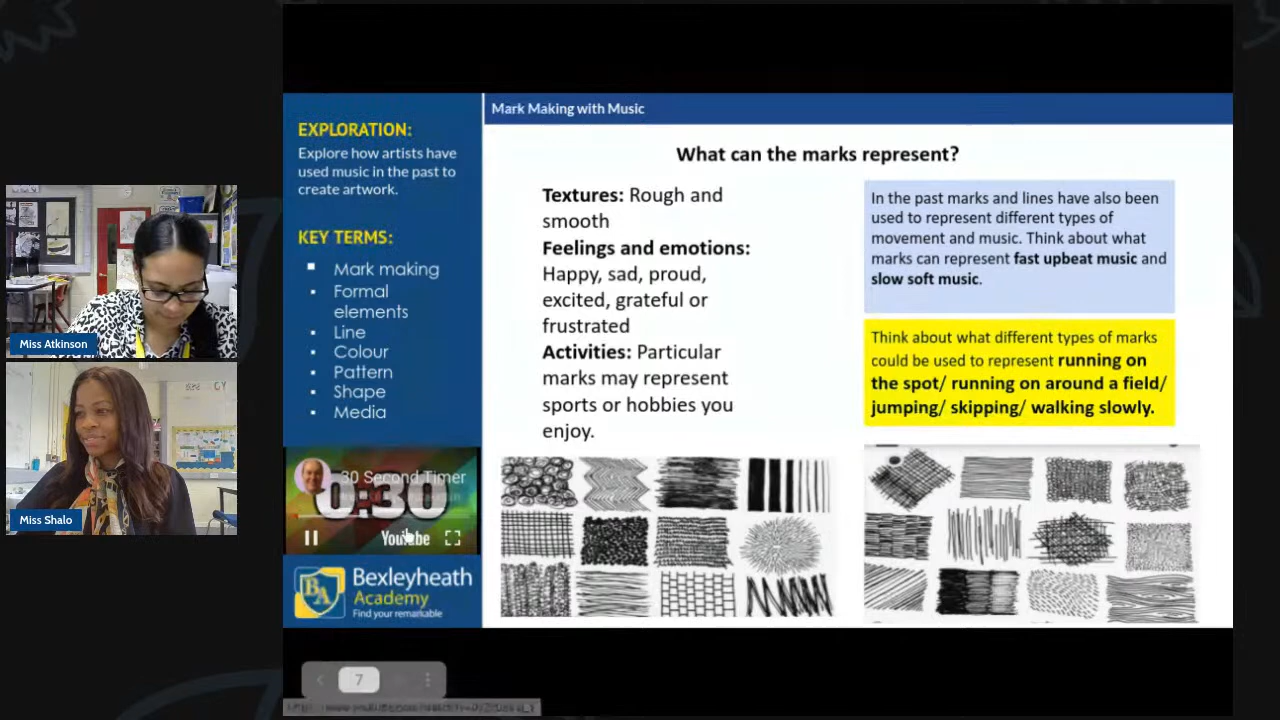 Mark Making with Music
EXPLORATION:
Explore how artists have
used music in the past to
create artwork.
KEY TERMS:
▪ Mark making
▪ Formal
elements
▪ Line
▪ Colour
▪ Pattern
▪ Shape
▪ Media
What can the marks represent?
Textures: Rough and
smooth
Feelings and emotions:
Happy, sad, proud,
excited, grateful or
frustrated
Activities: Particular
marks may represent
sports or hobbies you
enjoy.
In the past marks and lines have also been
used to represent different types of
movement and music. Think about what
marks can represent fast upbeat music and
slow soft music.
Think about what different types of marks
could be used to represent running on
the spot/ running on around a field/
jumping/ skipping/ walking slowly.
30 Second Timer
0:30
YouTube
BA
Bexleyheath
Academy
Find your remarkable
Miss Atkinson
Miss Shalo
7